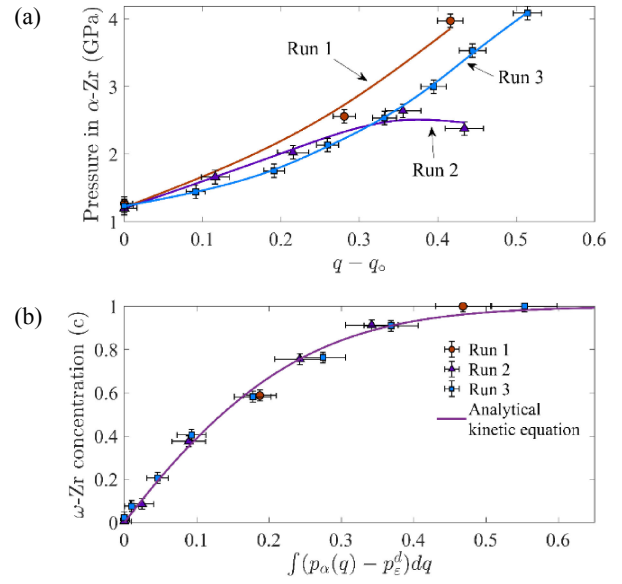 (a)
Pressure in α-Zr (GPa)
4
3
2
1
0
0.1
0.2
0.3
0.4
0.5
0.6
Run 1
Run 3
Run 2
q − q∘
(b)
ω-Zr concentration (c)
1
0.8
0.6
0.4
0.2
0
0
0.1
0.2
0.3
0.4
0.5
0.6
Run 1
Run 2
Run 3
Analytical
kinetic equation
∫(pα(q) − pεᵈ)dq